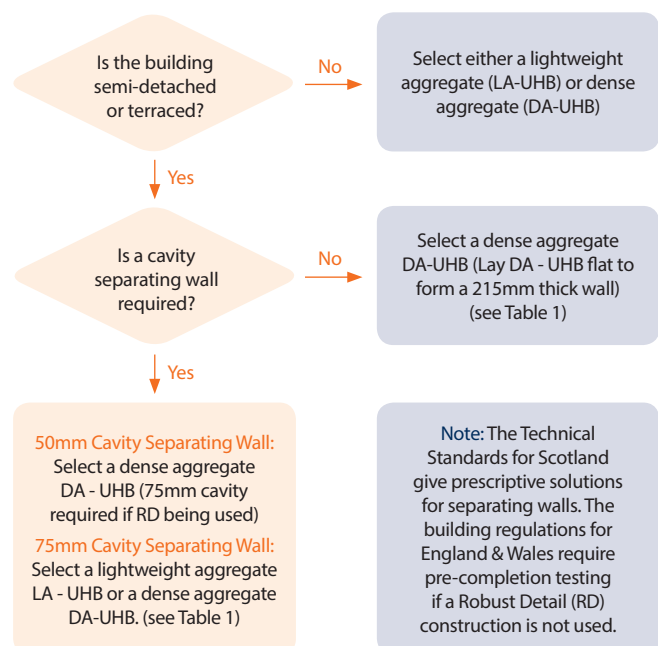 Is the building
semi-detached
or terraced?
No
Select either a lightweight
aggregate (LA-UHB) or dense
aggregate (DA-UHB)
Yes
Is a cavity
separating wall
required?
No
Select a dense aggregate
DA-UHB (Lay DA - UHB flat to
form a 215mm thick wall)
(see Table 1)
Yes
50mm Cavity Separating Wall:
Select a dense aggregate
DA - UHB (75mm cavity
required if RD being used)
75mm Cavity Separating Wall:
Select a lightweight aggregate
LA - UHB or a dense aggregate
DA-UHB. (see Table 1)
Note: The Technical
Standards for Scotland
give prescriptive solutions
for separating walls. The
building regulations for
England & Wales require
pre-completion testing
if a Robust Detail (RD)
construction is not used.